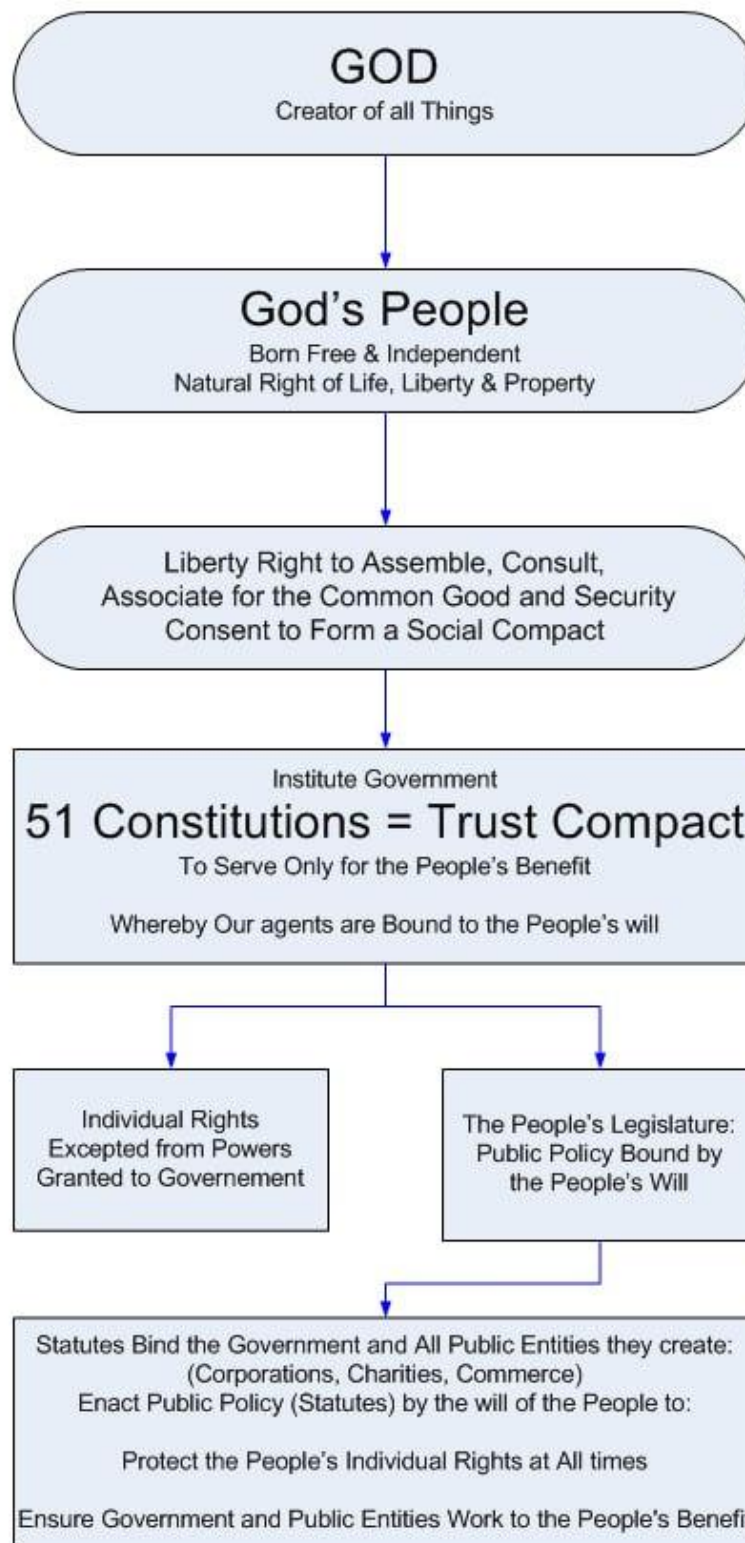 GOD
Creator of all Things
God's People
Born Free & Independent
Natural Right of Life, Liberty & Property
Liberty Right to Assemble, Consult,
Associate for the Common Good and Security
Consent to Form a Social Compact
Institute Government
51 Constitutions = Trust Compact
To Serve Only for the People's Benefit
Whereby Our agents are Bound to the People's will
Individual Rights
Excepted from Powers
Granted to Governement
The People's Legislature:
Public Policy Bound by
the People's Will
Statutes Bind the Government and All Public Entities they create:
(Corporations, Charities, Commerce)
Enact Public Policy (Statutes) by the will of the People to:
Protect the People's Individual Rights at All times
Ensure Government and Public Entities Work to the People's Benefit